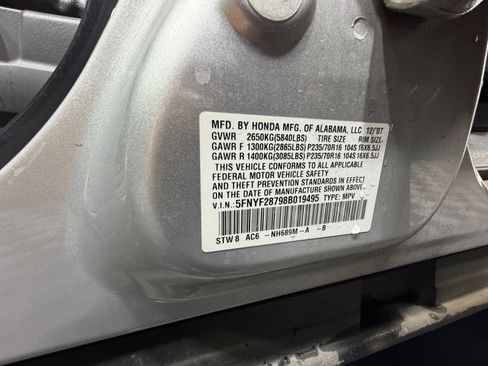 MFD. BY HONDA MFG. OF ALABAMA, LLC 12/'07
GVWR 2650KG(5840LBS) TIRE SIZE RIM SIZE
GAWR F 1300KG(2865LBS) P235/70R16 104S 16X6.5JJ
GAWR R 1400KG(3085LBS) P235/70R16 104S 16X6.5JJ
THIS VEHICLE CONFORMS TO ALL APPLICABLE
FEDERAL MOTOR VEHICLE SAFETY
AND THEFT PREVENTION STANDARDS IN EFFECT
ON THE DATE OF MANUFACTURE SHOWN ABOVE.
V.I.N.: 5FNYF28798B019495 TYPE: MPV
STW8 AC6 -NH689M-A -B